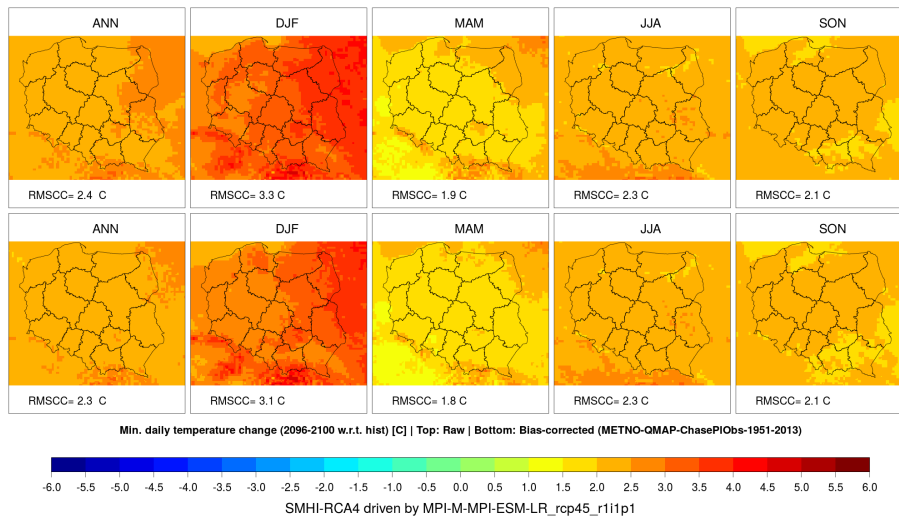 ANN DJF MAM JJA SON
RMSCC= 2.4 C RMSCC= 3.3 C RMSCC= 1.9 C RMSCC= 2.3 C RMSCC= 2.1 C
ANN DJF MAM JJA SON
RMSCC= 2.3 C RMSCC= 3.1 C RMSCC= 1.8 C RMSCC= 2.3 C RMSCC= 2.1 C
Min. daily temperature change (2096-2100 w.r.t. hist) [C] | Top: Raw | Bottom: Bias-corrected (METNO-QMAP-ChasePlObs-1951-2013)
-6.0 -5.5 -5.0 -4.5 -4.0 -3.5 -3.0 -2.5 -2.0 -1.5 -1.0 -0.5 0.0 0.5 1.0 1.5 2.0 2.5 3.0 3.5 4.0 4.5 5.0 5.5 6.0
SMHI-RCA4 driven by MPI-M-MPI-ESM-LR_rcp45_r1i1p1